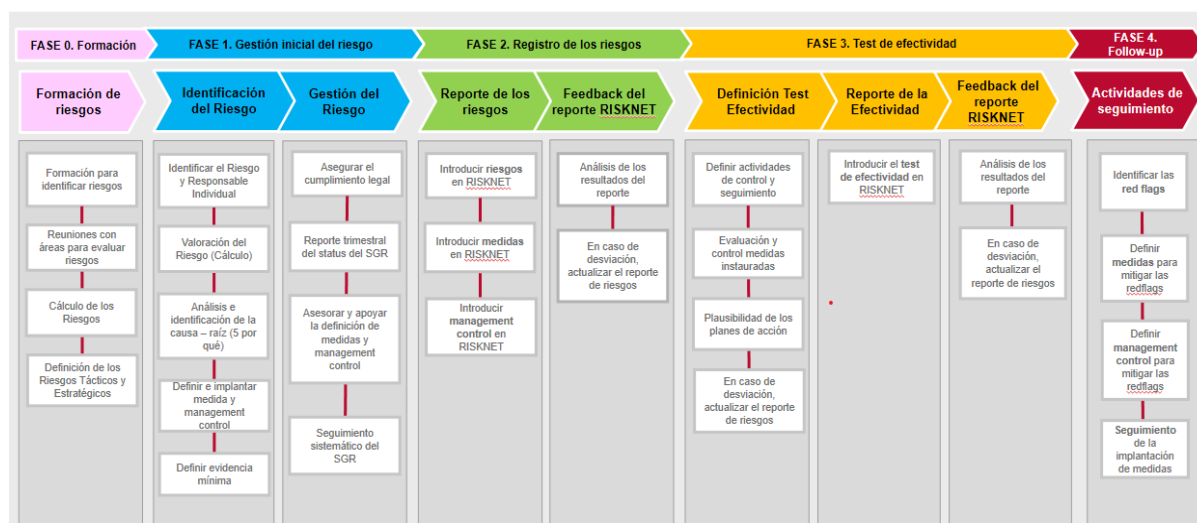 FASE 0. Formación
FASE 1. Gestión inicial del riesgo
FASE 2. Registro de los riesgos
FASE 3. Test de efectividad
FASE 4.
Follow-up
Formación de
riesgos
Identificación
del Riesgo
Gestión del
Riesgo
Reporte de los
riesgos
Feedback del
reporte RISKNET
Definición Test
Efectividad
Reporte de la
Efectividad
Feedback del
reporte
RISKNET
Actividades de
seguimiento
Formación para
identificar riesgos
Reuniones con
áreas para evaluar
riesgos
Cálculo de los
Riesgos
Definición de los
Riesgos Tácticos y
Estratégicos
Identificar el Riesgo
y Responsable
Individual
Valoración del
Riesgo (Cálculo)
Análisis e
identificación de la
causa – raíz (5 por
qué)
Definir e implantar
medida y
management
control
Definir evidencia
mínima
Asegurar el
cumplimiento legal
Reporte trimestral
del status del SGR
Asesorar y apoyar
la definición de
medidas y
management
control
Seguimiento
sistemático del
SGR
Introducir riesgos
en RISKNET
Introducir medidas
en RISKNET
Introducir
management
control en
RISKNET
Análisis de los
resultados del
reporte
En caso de
desviación,
actualizar el reporte
de riesgos
Definir actividades
de control y
seguimiento
Evaluación y
control medidas
instauradas
Plausibilidad de los
planes de acción
En caso de
desviación,
actualizar el reporte
de riesgos
Introducir el test
de efectividad en
RISKNET
Análisis de los
resultados del
reporte
En caso de
desviación,
actualizar el
reporte de riesgos
Identificar las
red flags
Definir
medidas para
mitigar las
redflags
Definir
management
control para
mitigar las
redflags
Seguimiento
de la
implantación
de medidas